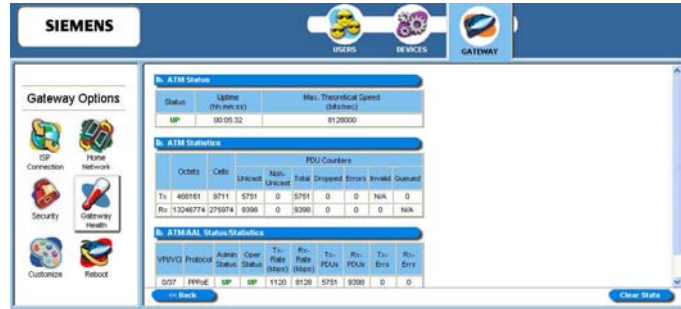 SIEMENS
USERS
DEVICES
GATEWAY
Gateway Options
ISP Connection
Home Network
Security
Gateway Health
Customize
Reboot
ATM Status
Status Uptime (hh:mm:ss) Max. Theoretical Speed (bits/sec)
UP 00:05:32 8128000
ATM Statistics
Octets Cells PDU Counters
Unicast Non-Unicast Total Dropped Errors Invalid Queued
Tx 466161 9711 5751 0 5751 0 0 N/A 0
Rx 13246774 275974 9398 0 9398 0 0 0 N/A
ATM/AAL Status/Statistics
VPI/VCI Protocol Admin Status Oper Status Tx-Rate (kbps) Rx-Rate (kbps) Tx-PDUs Rx-PDUs Tx-Errs Rx-Errs
0/37 PPPoE UP UP 1120 8128 5751 9398 0 0
<< Back
Clear Stats